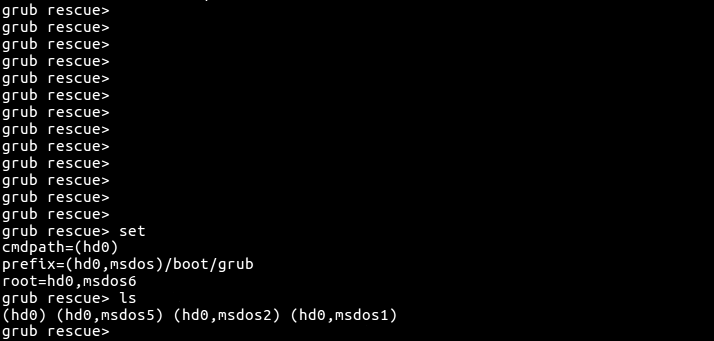 grub rescue>
grub rescue>
grub rescue>
grub rescue>
grub rescue>
grub rescue>
grub rescue>
grub rescue>
grub rescue>
grub rescue>
grub rescue>
grub rescue>
grub rescue>
grub rescue> set
cmdpath=(hd0)
prefix=(hd0,msdos)/boot/grub
root=hd0,msdos6
grub rescue> ls
(hd0) (hd0,msdos5) (hd0,msdos2) (hd0,msdos1)
grub rescue>